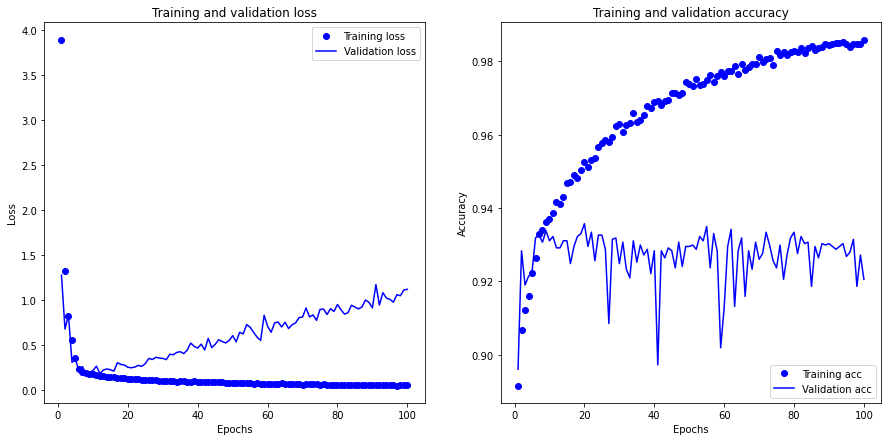 Training and validation loss
Training loss
Validation loss
4.0
3.5
3.0
2.5
2.0
1.5
1.0
0.5
0.0
Loss
0
20
40
60
80
100
Epochs
Training and validation accuracy
0.98
0.96
0.94
0.92
0.90
Accuracy
Training acc
Validation acc
0
20
40
60
80
100
Epochs